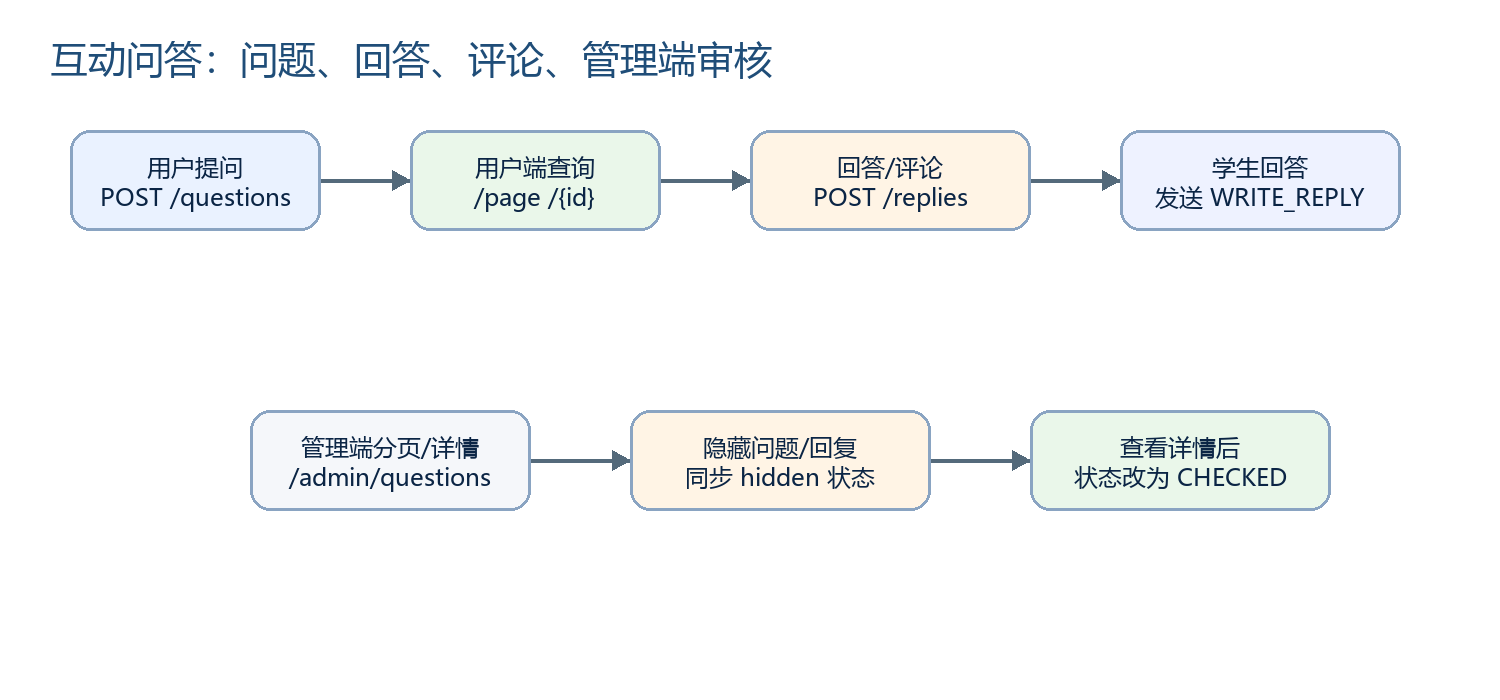 互动问答：问题、回答、评论、管理端审核
用户提问
POST /questions
用户端查询
/page /{id}
回答/评论
POST /replies
学生回答
发送 WRITE_REPLY
管理端分页/详情
/admin/questions
隐藏问题/回复
同步 hidden 状态
查看详情后
状态改为 CHECKED